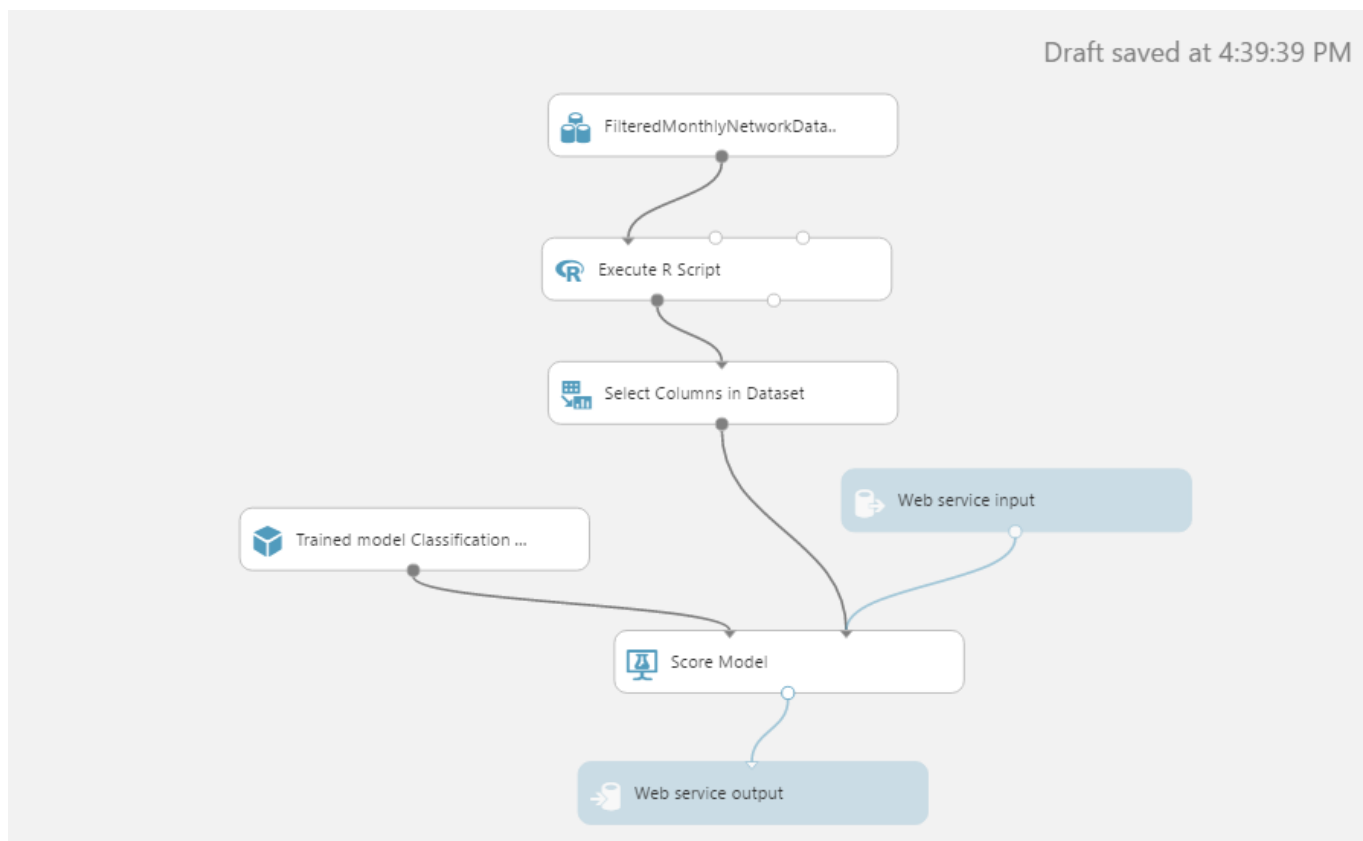 Draft saved at 4:39:39 PM
FilteredMonthlyNetworkData..
R Execute R Script
Select Columns in Dataset
Web service input
Trained model Classification ...
Score Model
Web service output